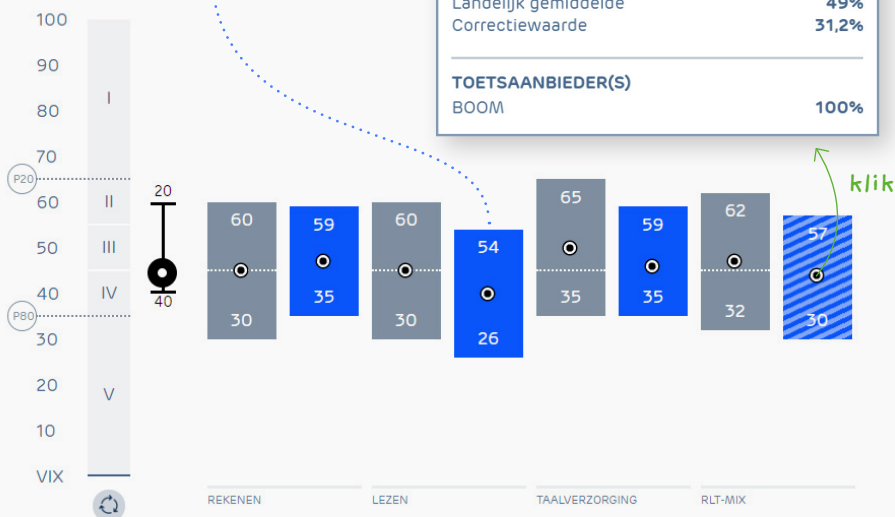 Landelijk gemiddelde 49%
Correctiewaarde 31,2%
TOETSAANBIEDER(S)
BOOM 100%
klik
100
90
80
70
60
50
40
30
20
10
VIX
P20
P80
I
II
III
IV
V
20
40
60
30
59
35
60
30
54
26
65
35
59
35
62
32
57
30
REKENEN LEZEN TAALVERZORGING RLT-MIX